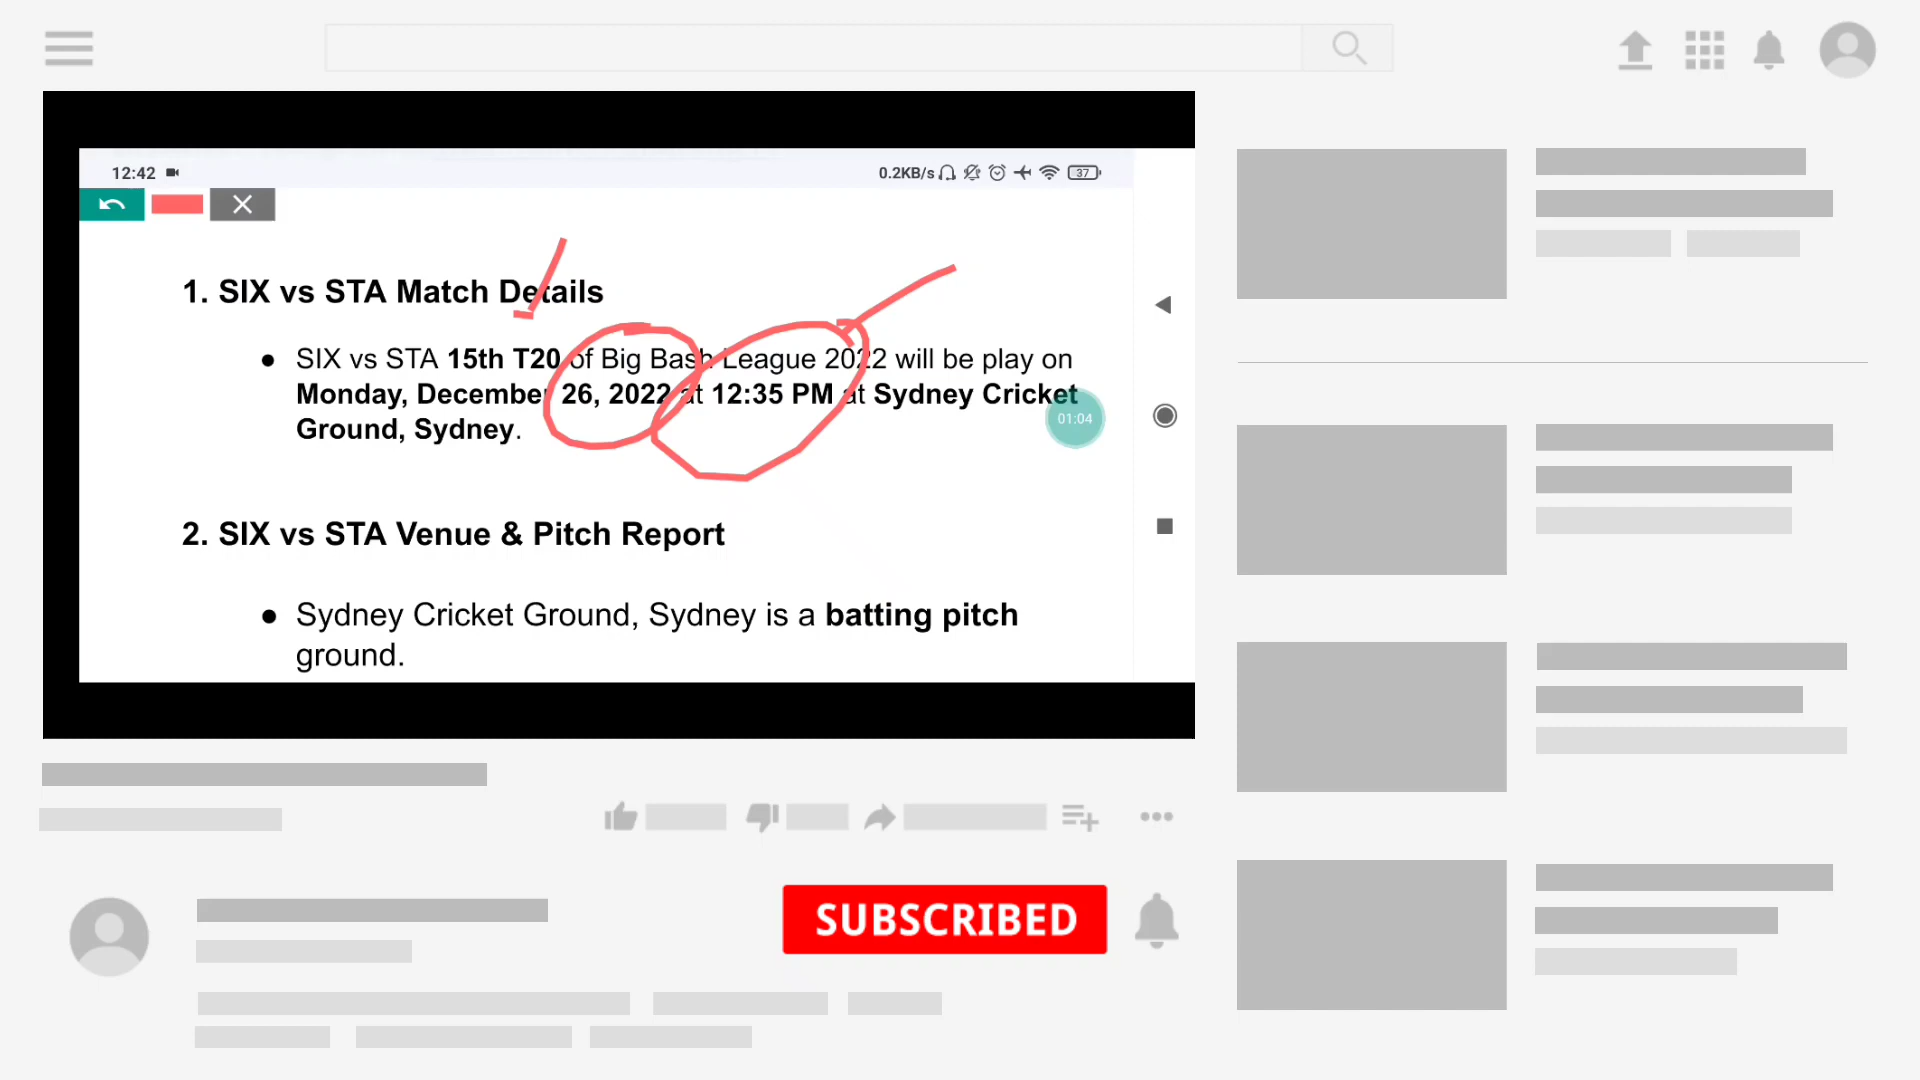 12:42
0.2KB/s
37
1. SIX vs STA Match Details
● SIX vs STA 15th T20 of Big Bash League 2022 will be play on
Monday, December 26, 2022 at 12:35 PM at Sydney Cricket
Ground, Sydney.
01:04
2. SIX vs STA Venue & Pitch Report
● Sydney Cricket Ground, Sydney is a batting pitch
ground.
SUBSCRIBED